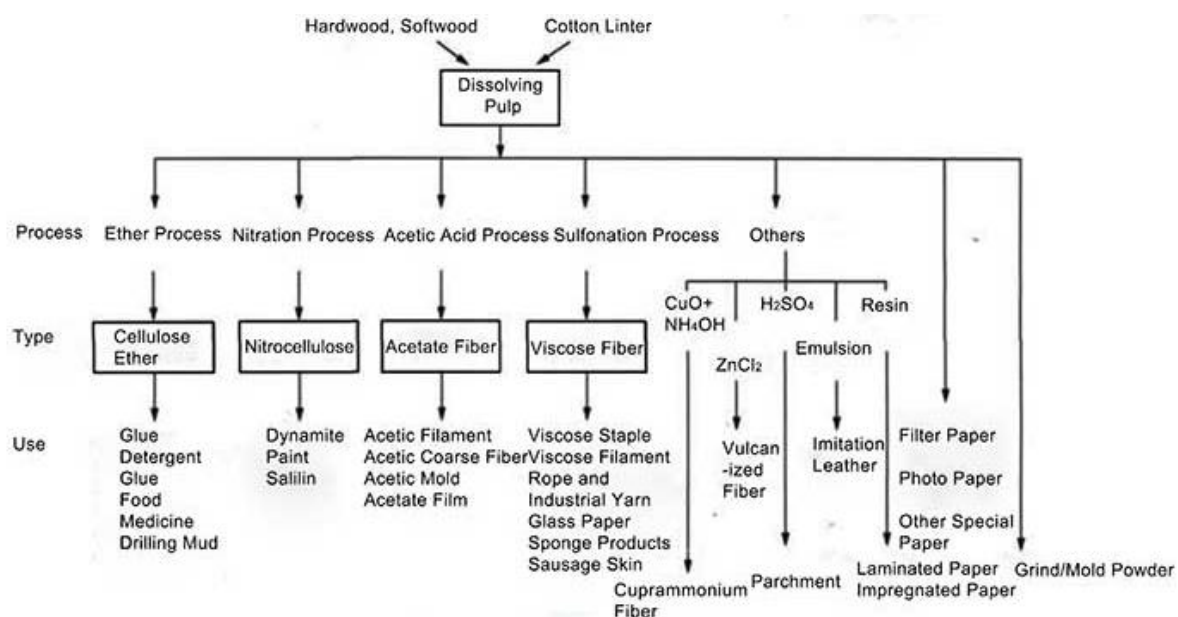 Hardwood, Softwood
Cotton Linter
Dissolving
Pulp
Process
Ether Process
Nitration Process
Acetic Acid Process
Sulfonation Process
Others
CuO+
NH₄OH
H₂SO₄
Resin
ZnCl₂
Emulsion
Type
Cellulose
Ether
Nitrocellulose
Acetate Fiber
Viscose Fiber
Use
Glue
Detergent
Glue
Food
Medicine
Drilling Mud
Dynamite
Paint
Salilin
Acetic Filament
Acetic Coarse Fiber
Acetic Mold
Acetate Film
Viscose Staple
Viscose Filament
Rope and
Industrial Yarn
Glass Paper
Sponge Products
Sausage Skin
Cuprammonium
Fiber
Vulcan
-ized
Fiber
Parchment
Imitation
Leather
Laminated Paper
Impregnated Paper
Filter Paper
Photo Paper
Other Special
Paper
Grind/Mold Powder